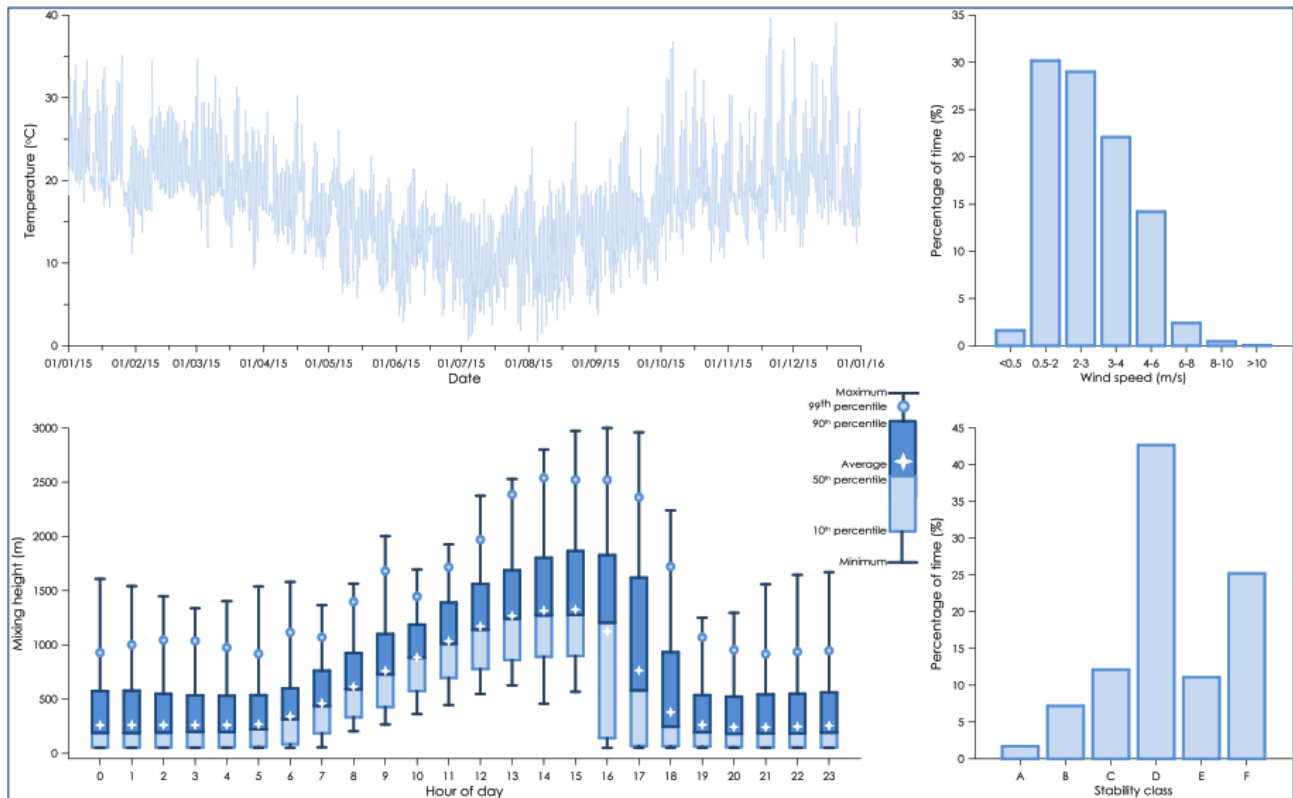 40
30
20
10
0
Temperature (°C)
01/01/15 01/02/15 01/03/15 01/04/15 01/05/15 01/06/15 01/07/15 01/08/15 01/09/15 01/10/15 01/11/15 01/12/15 01/01/16
Date
35
30
25
20
15
10
5
0
Percentage of time (%)
<0.5 0.5-2 2-3 3-4 4-6 6-8 8-10 >10
Wind speed (m/s)
Maximum
99th percentile
90th percentile
Average
50th percentile
10th percentile
Minimum
3000
2500
2000
1500
1000
500
0
Mixing height (m)
0 1 2 3 4 5 6 7 8 9 10 11 12 13 14 15 16 17 18 19 20 21 22 23
Hour of day
45
40
35
30
25
20
15
10
5
0
Percentage of time (%)
A B C D E F
Stability class